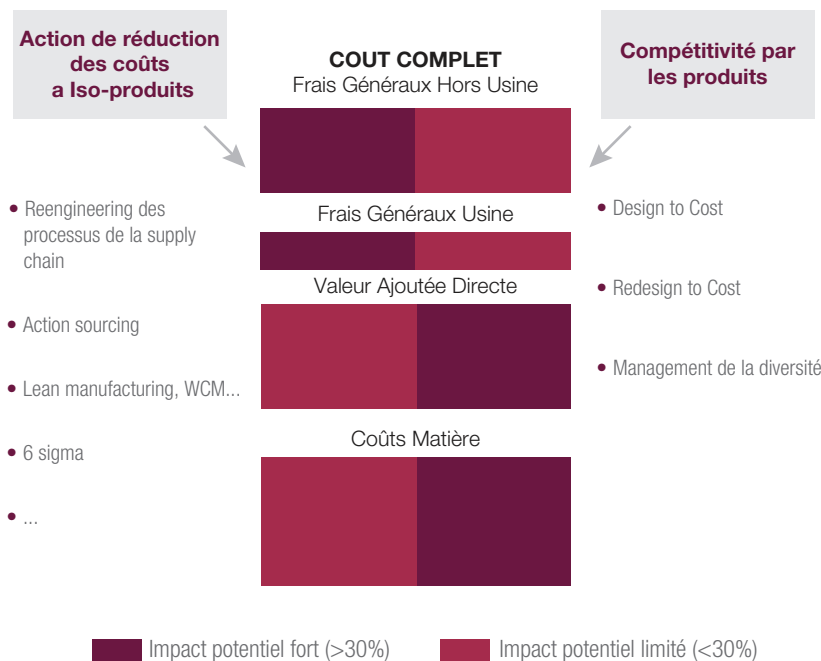 Action de réduction
des coûts
a Iso-produits
• Reengineering des
processus de la supply
chain
• Action sourcing
• Lean manufacturing, WCM...
• 6 sigma
• ...
COUT COMPLET
Frais Généraux Hors Usine
Frais Généraux Usine
Valeur Ajoutée Directe
Coûts Matière
Compétitivité par
les produits
• Design to Cost
• Redesign to Cost
• Management de la diversité
Impact potentiel fort (>30%)
Impact potentiel limité (<30%)